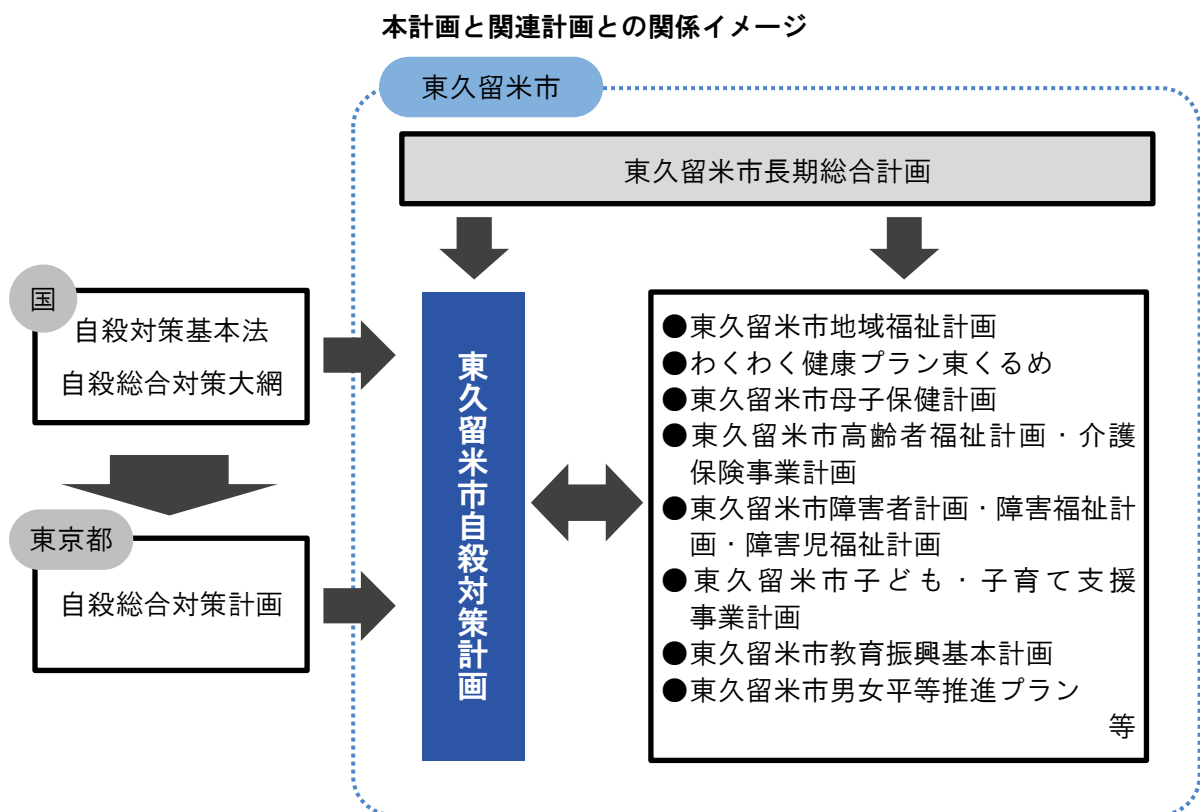 本計画と関連計画との関係イメージ
東久留米市
東久留米市長期総合計画
国
自殺対策基本法
自殺総合対策大綱
東京都
自殺総合対策計画
東久留米市自殺対策計画
●東久留米市地域福祉計画
●わくわく健康プラン東くるめ
●東久留米市母子保健計画
●東久留米市高齢者福祉計画・介護
保険事業計画
●東久留米市障害者計画・障害福祉計
画・障害児福祉計画
●東久留米市子ども・子育て支援
事業計画
●東久留米市教育振興基本計画
●東久留米市男女平等推進プラン
等